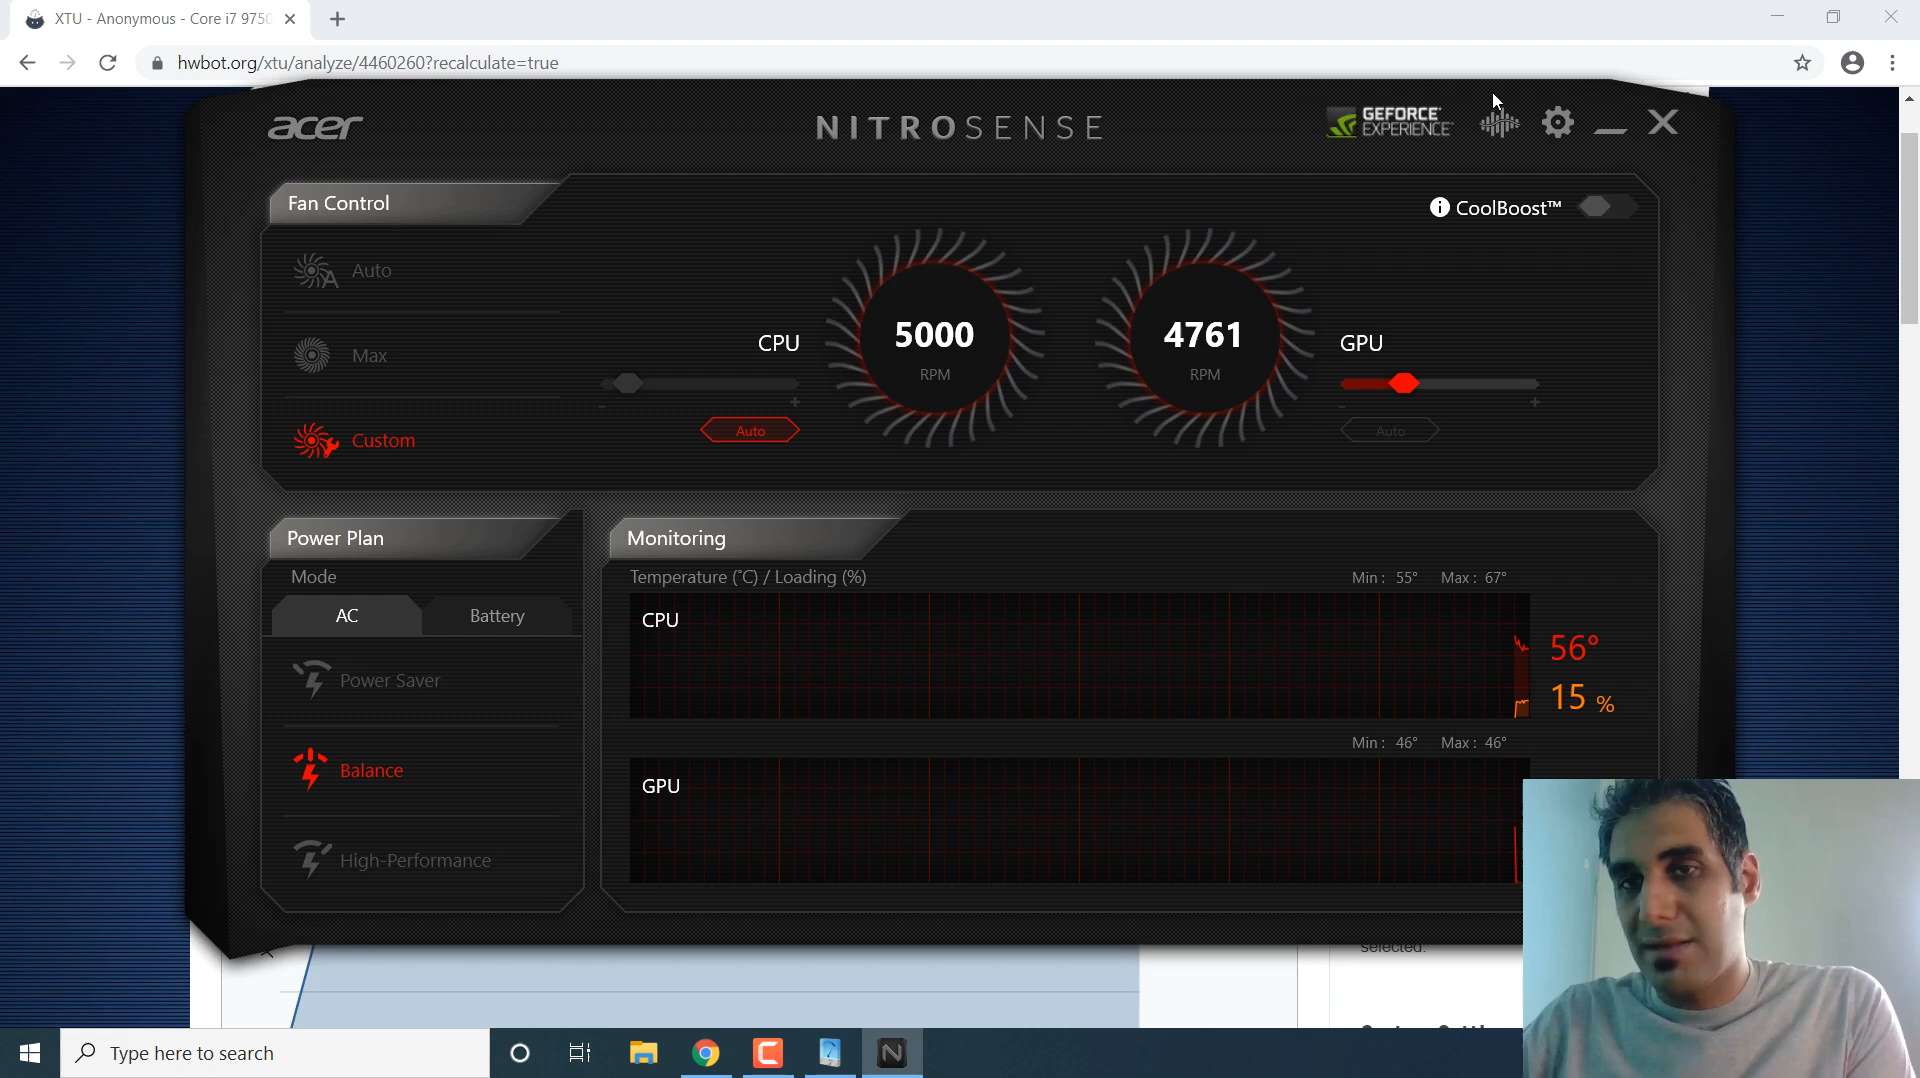 XTU - Anonymous - Core i7 9750
hwbot.org/xtu/analyze/4460260?recalculate=true
acer
NITROSENSE
GEFORCE
EXPERIENCE
Fan Control
CoolBoost™
Auto
Max
Custom
CPU
- +
Auto
5000
RPM
4761
RPM
GPU
- +
Auto
Power Plan
Mode
AC Battery
Power Saver
Balance
High-Performance
Monitoring
Temperature (°C) / Loading (%)
Min : 55° Max : 67°
CPU
56°
15 %
Min : 46° Max : 46°
GPU
selected.
Type here to search